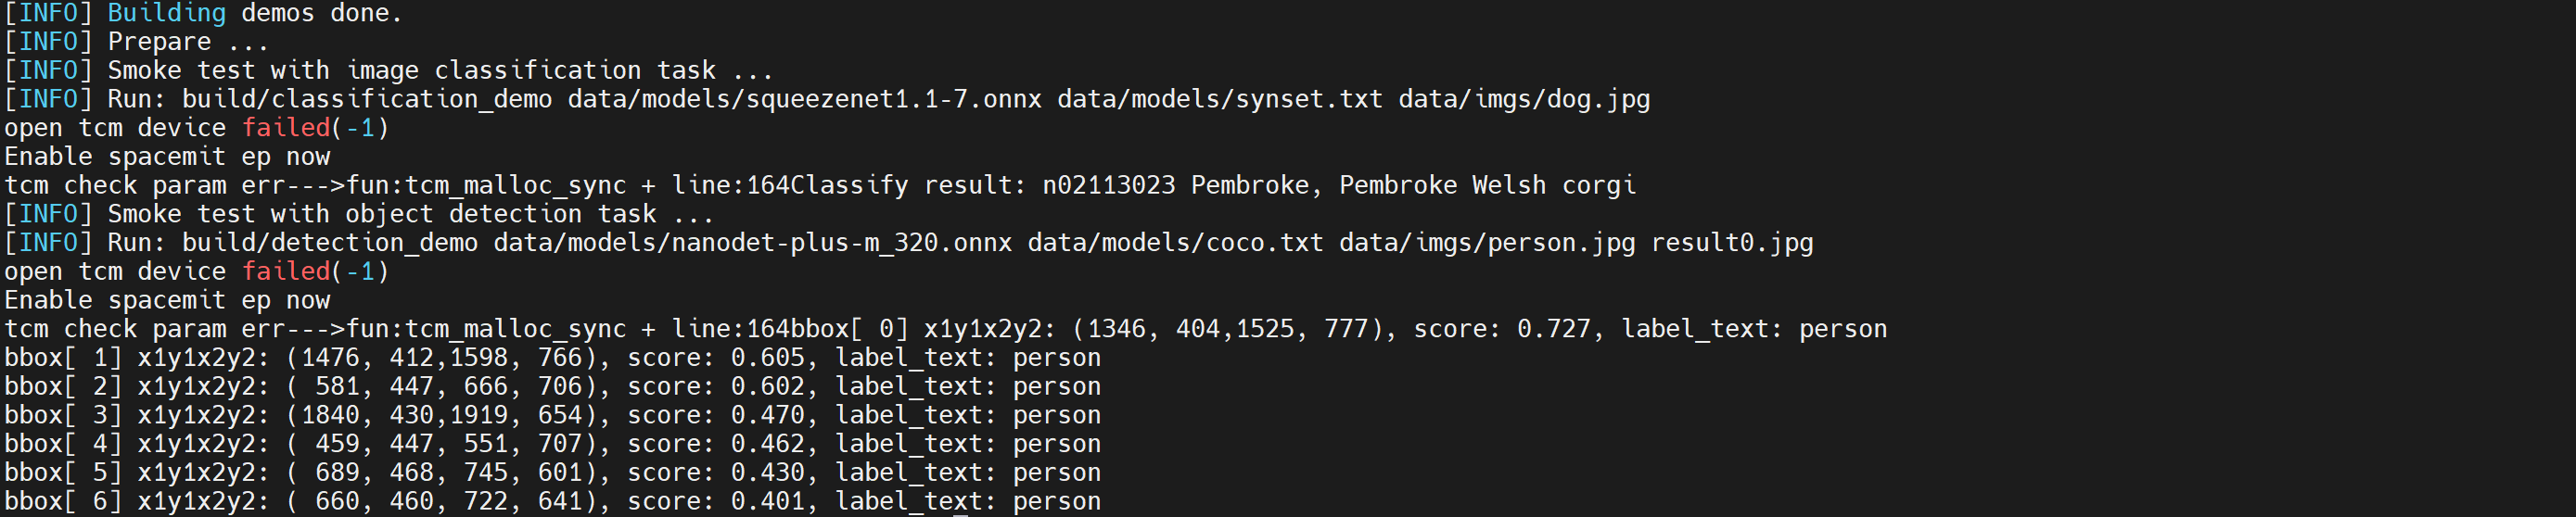 [INFO] Building demos done.
[INFO] Prepare ...
[INFO] Smoke test with image classification task ...
[INFO] Run: build/classification_demo data/models/squeezenet1.1-7.onnx data/models/synset.txt data/imgs/dog.jpg
open tcm device failed(-1)
Enable spacemit ep now
tcm check param err--->fun:tcm_malloc_sync + line:164Classify result: n02113023 Pembroke, Pembroke Welsh corgi
[INFO] Smoke test with object detection task ...
[INFO] Run: build/detection_demo data/models/nanodet-plus-m_320.onnx data/models/coco.txt data/imgs/person.jpg result0.jpg
open tcm device failed(-1)
Enable spacemit ep now
tcm check param err--->fun:tcm_malloc_sync + line:164bbox[ 0] x1y1x2y2: (1346, 404,1525, 777), score: 0.727, label_text: person
bbox[ 1] x1y1x2y2: (1476, 412,1598, 766), score: 0.605, label_text: person
bbox[ 2] x1y1x2y2: ( 581, 447, 666, 706), score: 0.602, label_text: person
bbox[ 3] x1y1x2y2: (1840, 430,1919, 654), score: 0.470, label_text: person
bbox[ 4] x1y1x2y2: ( 459, 447, 551, 707), score: 0.462, label_text: person
bbox[ 5] x1y1x2y2: ( 689, 468, 745, 601), score: 0.430, label_text: person
bbox[ 6] x1y1x2y2: ( 660, 460, 722, 641), score: 0.401, label_text: person